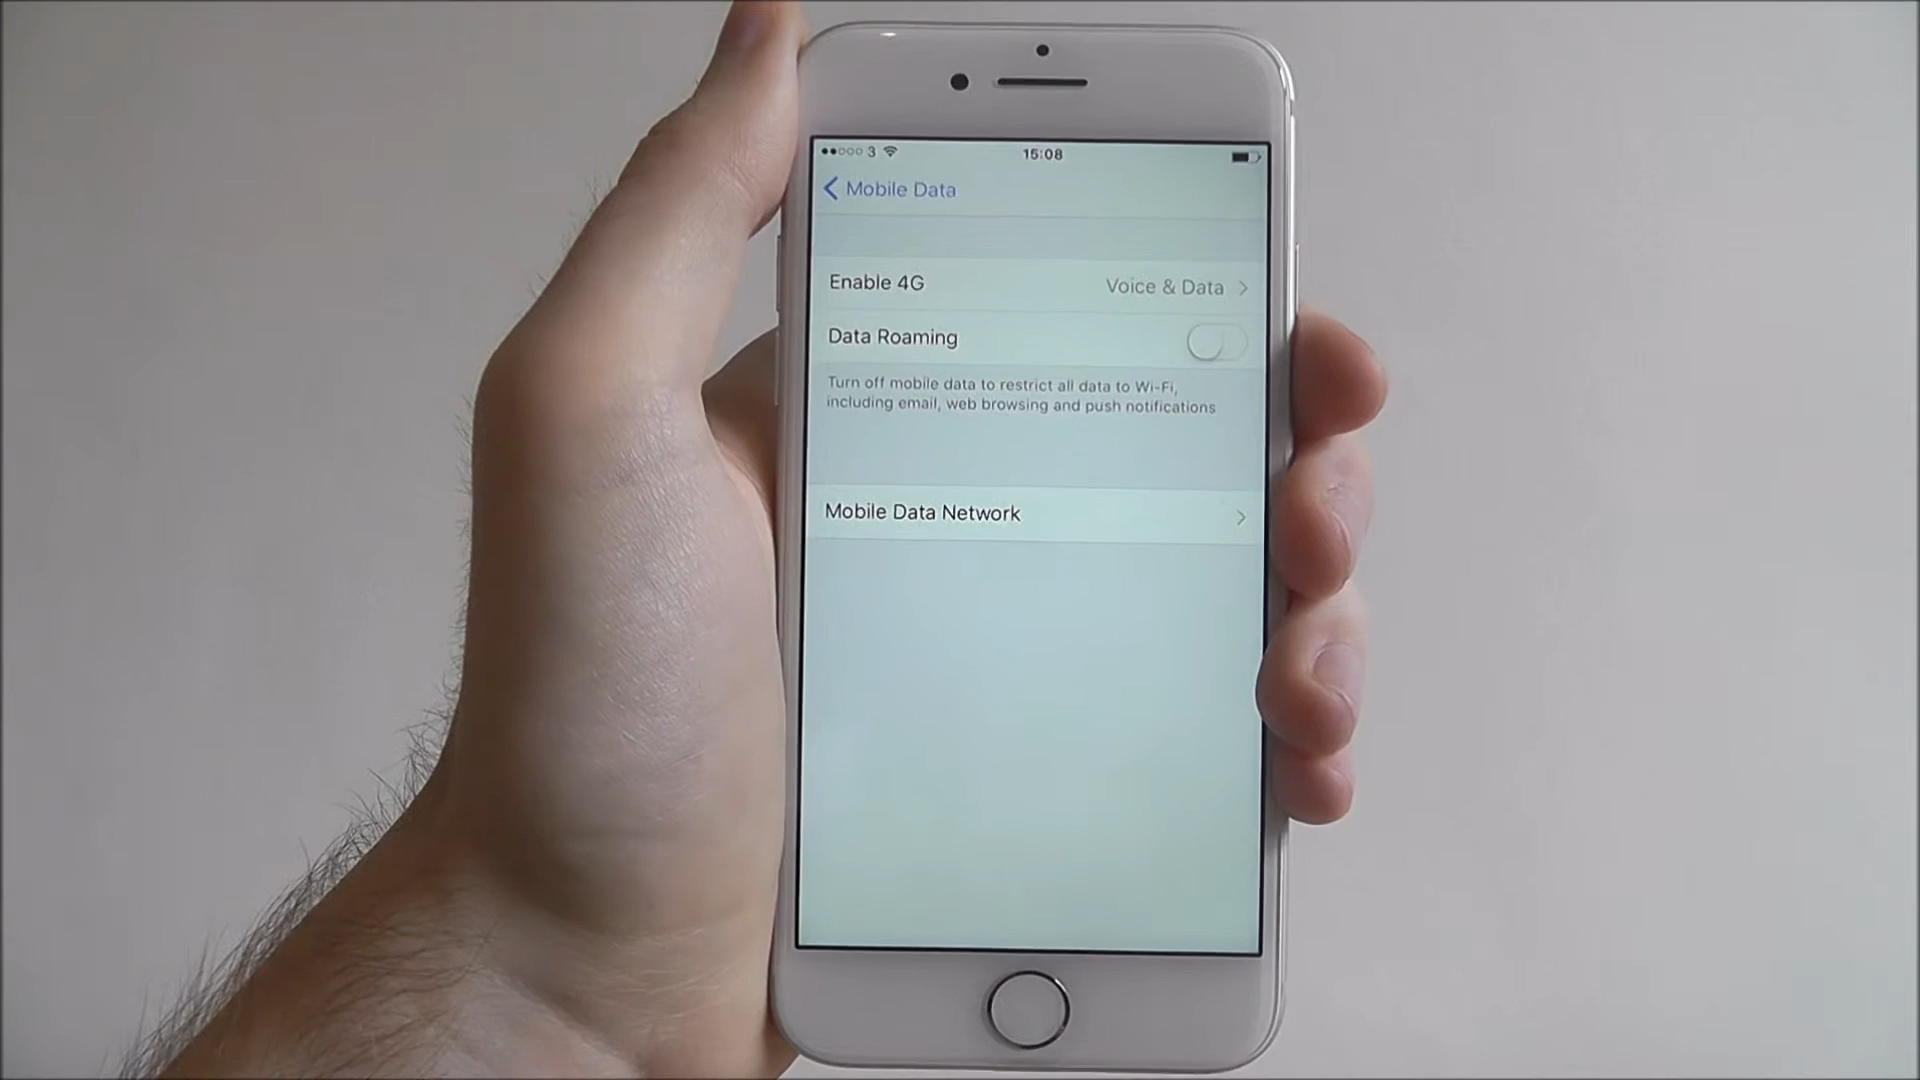 3 15:08
Mobile Data
Enable 4G Voice & Data
Data Roaming
Turn off mobile data to restrict all data to Wi-Fi,
including email, web browsing and push notifications
Mobile Data Network